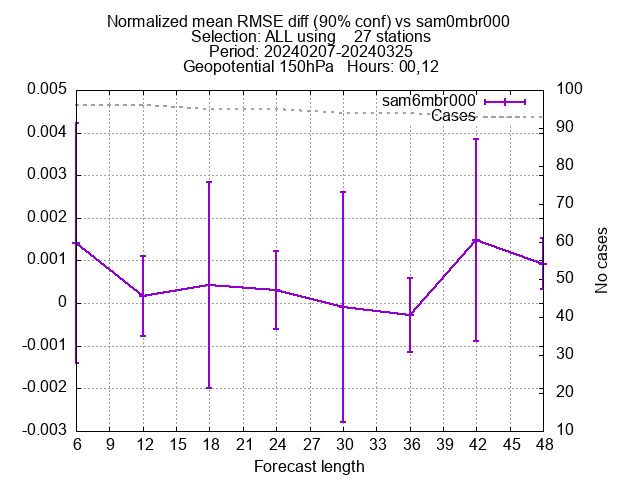 Normalized mean RMSE diff (90% conf) vs sam0mbr000
Selection: ALL using    27 stations
Period: 20240207-20240325
Geopotential 150hPa   Hours: 00,12
sam6mbr000
Cases
0.005
0.004
0.003
0.002
0.001
0
-0.001
-0.002
-0.003
100
90
80
70
60
50
40
30
20
10
No cases
6 9 12 15 18 21 24 27 30 33 36 39 42 45 48
Forecast length